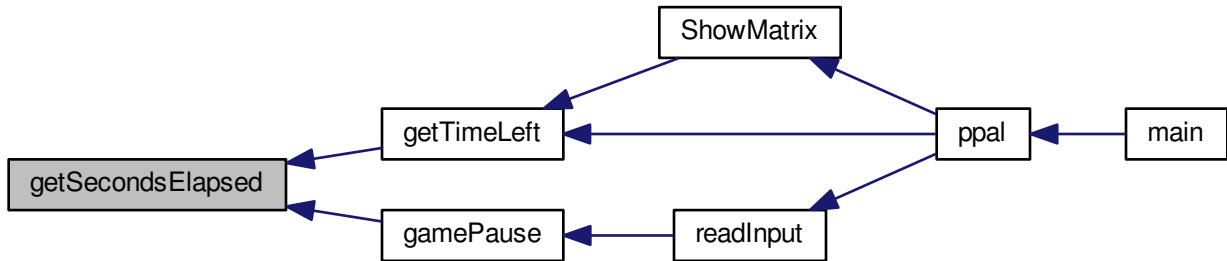 ShowMatrix
getTimeLeft
ppal
main
getSecondsElapsed
gamePause
readInput